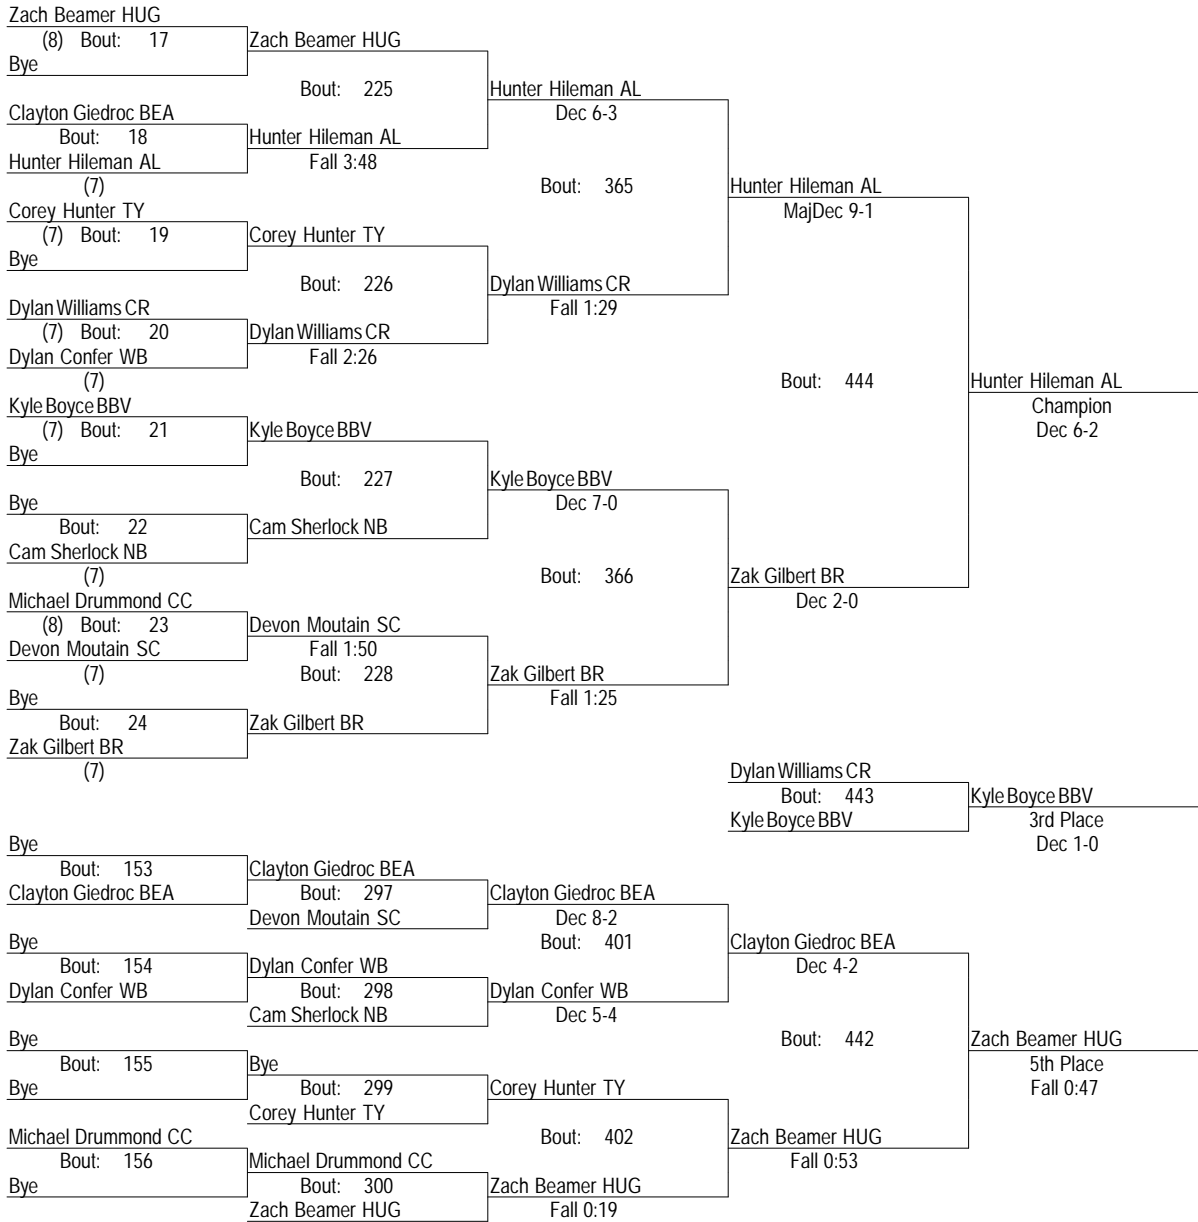 Zach Beamer HUG
(8) Bout: 17
Zach Beamer HUG
Bye
Bout: 225
Hunter Hileman AL
Clayton Giedroc BEA
Dec 6-3
Bout: 18
Hunter Hileman AL
Hunter Hileman AL
Fall 3:48
(7)
Bout: 365
Hunter Hileman AL
Corey Hunter TY
MajDec 9-1
(7) Bout: 19
Corey Hunter TY
Bye
Bout: 226
Dylan Williams CR
Dylan Williams CR
Fall 1:29
(7) Bout: 20
Dylan Williams CR
Dylan Confer WB
Fall 2:26
(7)
Bout: 444
Hunter Hileman AL
Kyle Boyce BBV
Champion
(7) Bout: 21
Kyle Boyce BBV
Dec 6-2
Bye
Bout: 227
Kyle Boyce BBV
Bye
Dec 7-0
Bout: 22
Cam Sherlock NB
Cam Sherlock NB
(7)
Bout: 366
Zak Gilbert BR
Michael Drummond CC
Dec 2-0
(8) Bout: 23
Devon Moutain SC
Devon Moutain SC
Fall 1:50
(7)
Bout: 228
Zak Gilbert BR
Bye
Fall 1:25
Bout: 24
Zak Gilbert BR
Zak Gilbert BR
(7)
Dylan Williams CR
Bout: 443
Kyle Boyce BBV
Kyle Boyce BBV
3rd Place
Bye
Dec 1-0
Bout: 153
Clayton Giedroc BEA
Clayton Giedroc BEA
Bout: 297
Clayton Giedroc BEA
Devon Moutain SC
Dec 8-2
Bye
Bout: 401
Clayton Giedroc BEA
Bout: 154
Dylan Confer WB
Dec 4-2
Dylan Confer WB
Bout: 298
Dylan Confer WB
Cam Sherlock NB
Dec 5-4
Bye
Bout: 442
Zach Beamer HUG
Bout: 155
Bye
5th Place
Bye
Bout: 299
Corey Hunter TY
Fall 0:47
Corey Hunter TY
Michael Drummond CC
Bout: 402
Zach Beamer HUG
Bout: 156
Michael Drummond CC
Fall 0:53
Bye
Bout: 300
Zach Beamer HUG
Zach Beamer HUG
Fall 0:19